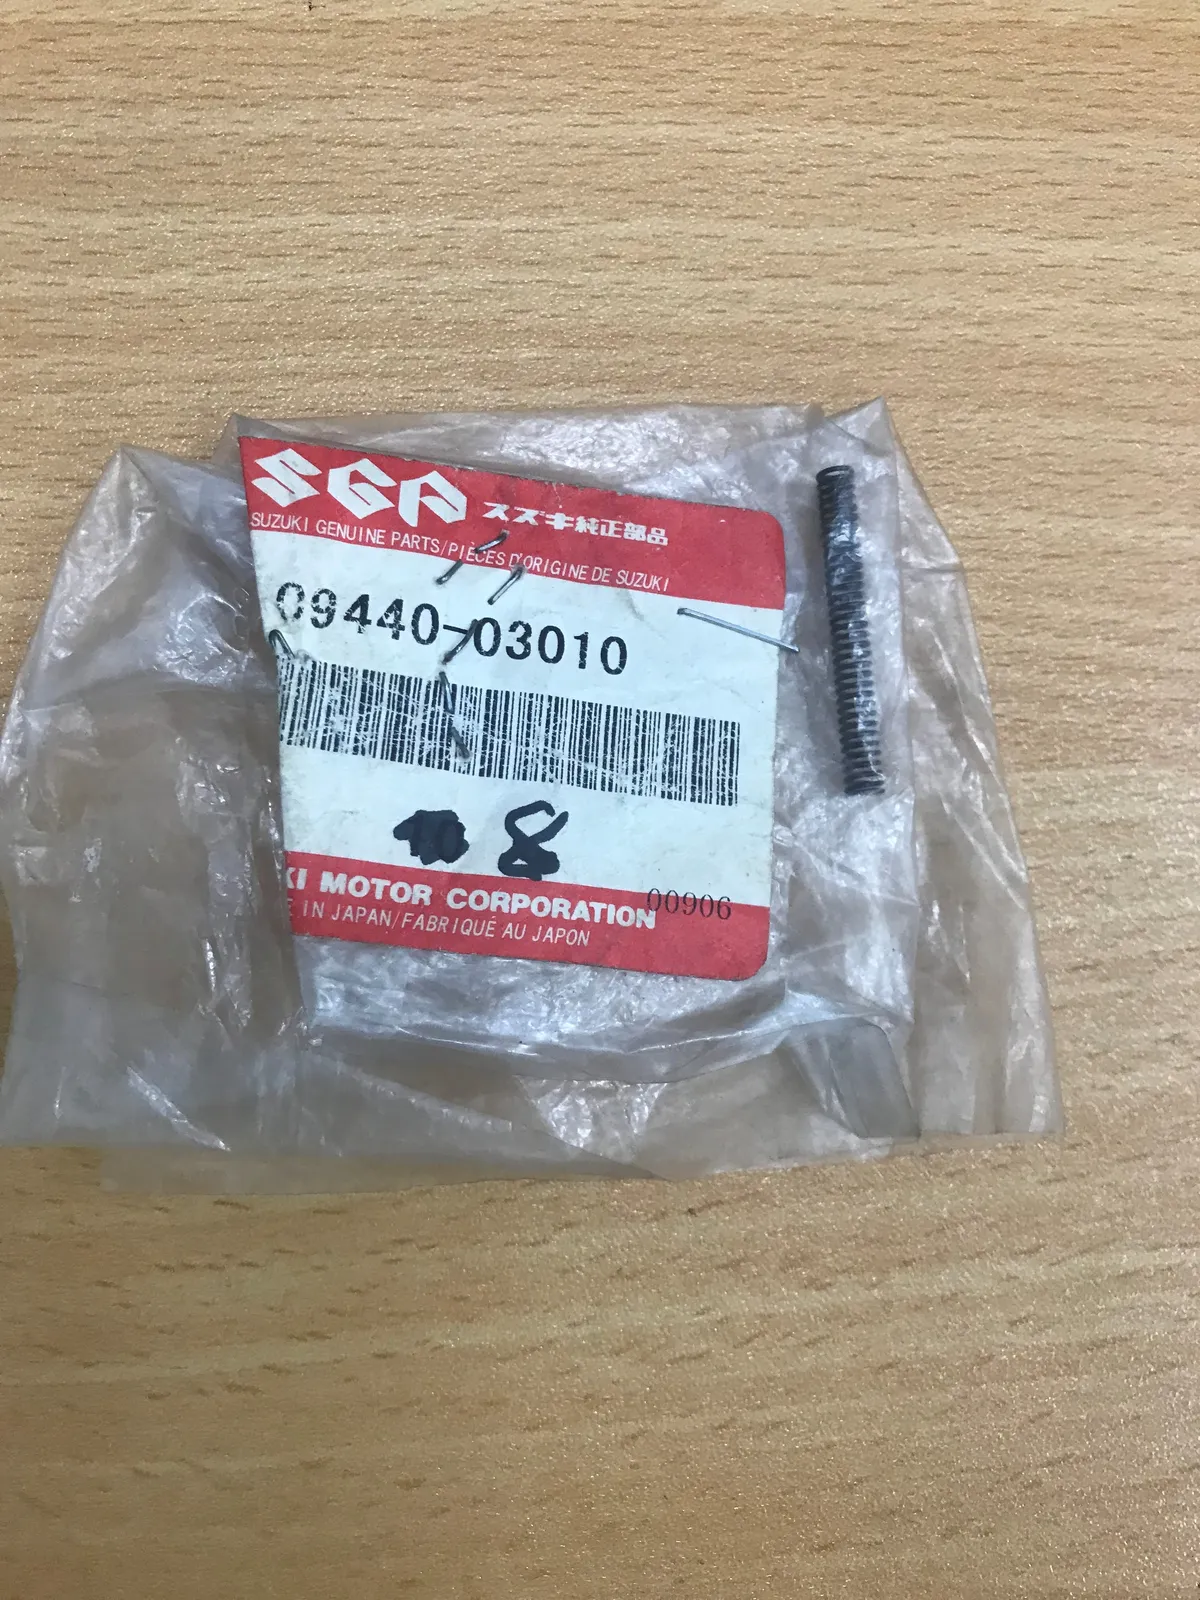 SGP スズキ純正部品
SUZUKI GENUINE PARTS/PIÈCES D'ORIGINE DE SUZUKI
09440-03010
10 8
KI MOTOR CORPORATION 00906
E IN JAPAN/FABRIQUÉ AU JAPON